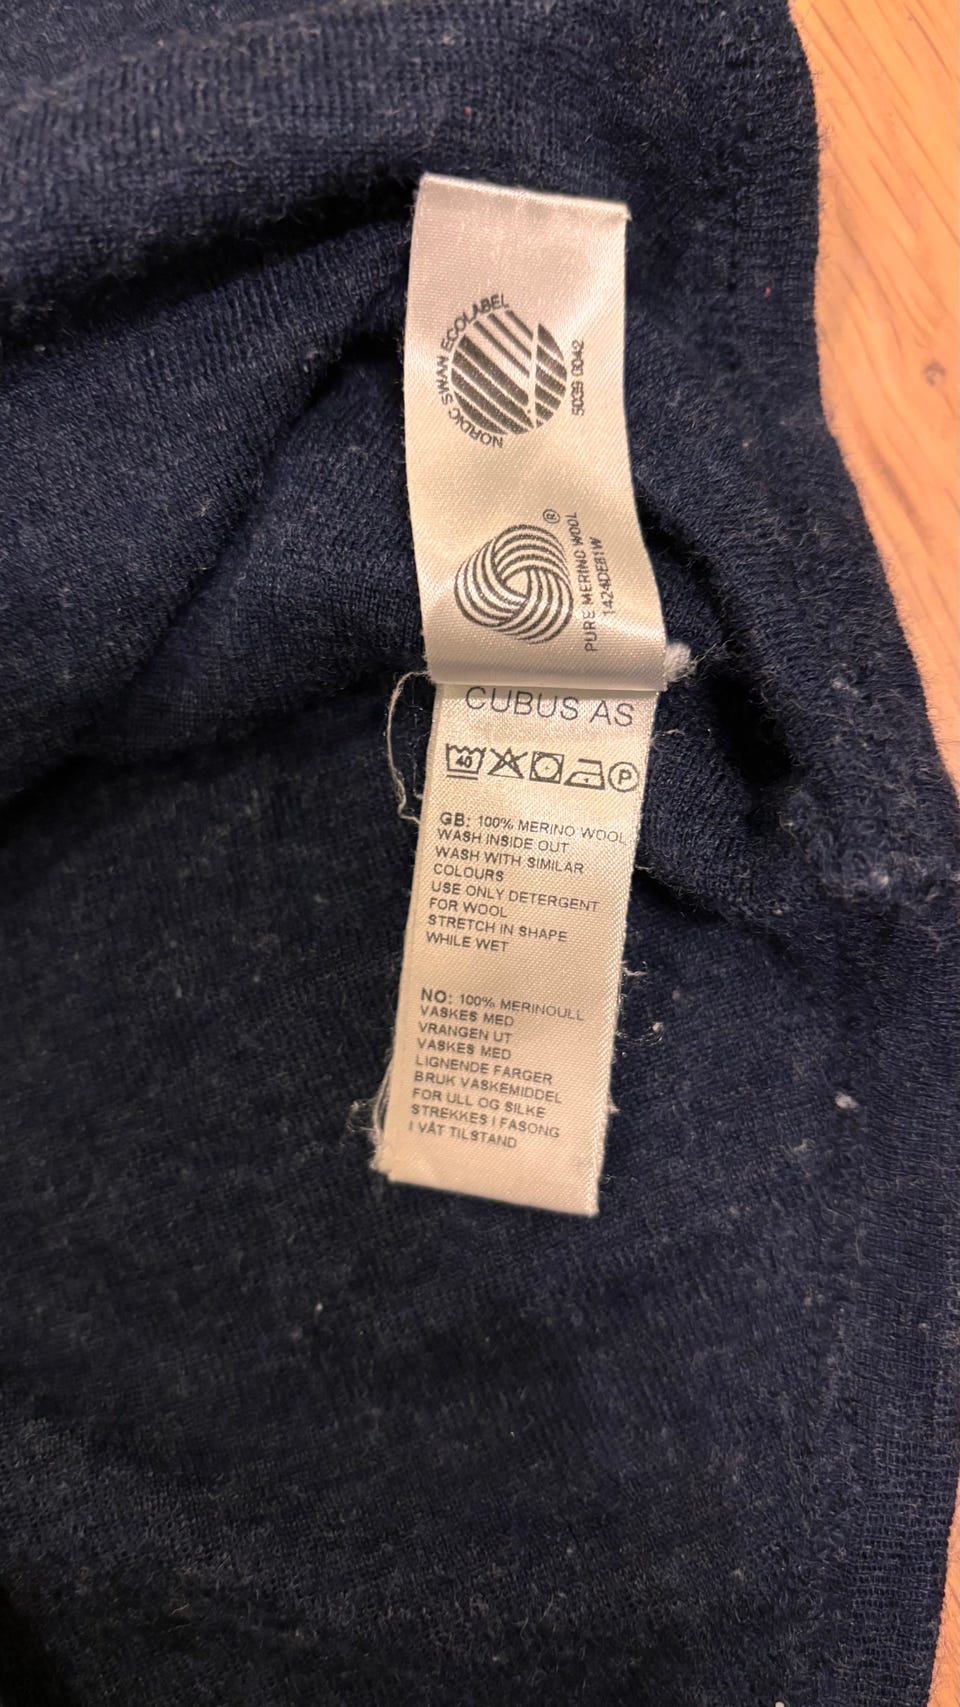 NORDIC SWAN ECOLABEL
5039 0042
®
PURE MERINO WOOL
1424DE81W
CUBUS AS
40 P
GB: 100% MERINO WOOL
WASH INSIDE OUT
WASH WITH SIMILAR
COLOURS
USE ONLY DETERGENT
FOR WOOL
STRETCH IN SHAPE
WHILE WET
NO: 100% MERINOULL
VASKES MED
VRANGEN UT
VASKES MED
LIGNENDE FARGER
BRUK VASKEMIDDEL
FOR ULL OG SILKE
STREKKES I FASONG
I VÅT TILSTAND